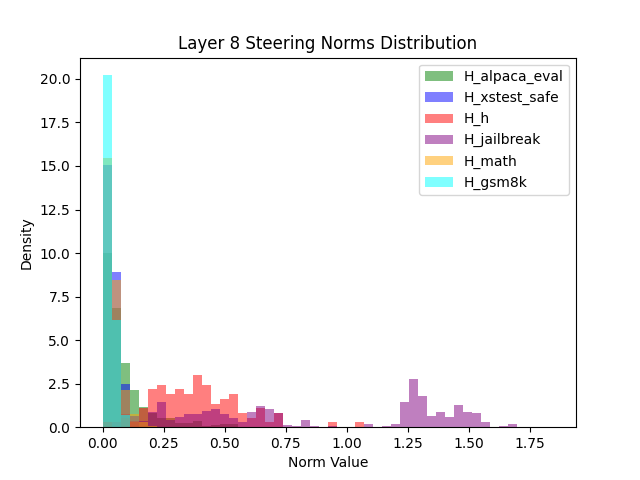 Layer 8 Steering Norms Distribution
H_alpaca_eval
H_xstest_safe
H_h
H_jailbreak
H_math
H_gsm8k
20.0
17.5
15.0
12.5
10.0
7.5
5.0
2.5
0.0
Density
0.00 0.25 0.50 0.75 1.00 1.25 1.50 1.75
Norm Value